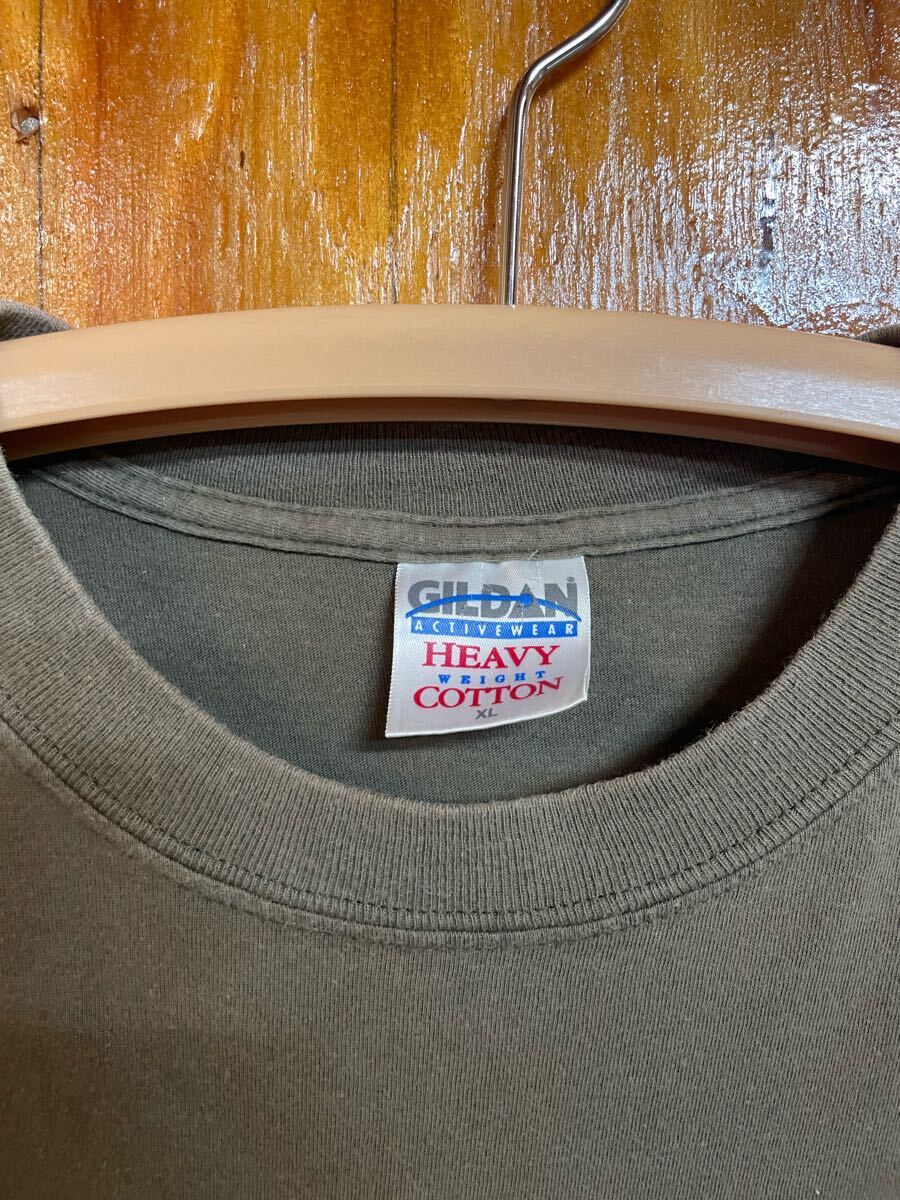 GILDAN®
ACTIVEWEAR
HEAVY
WEIGHT
COTTON
XL